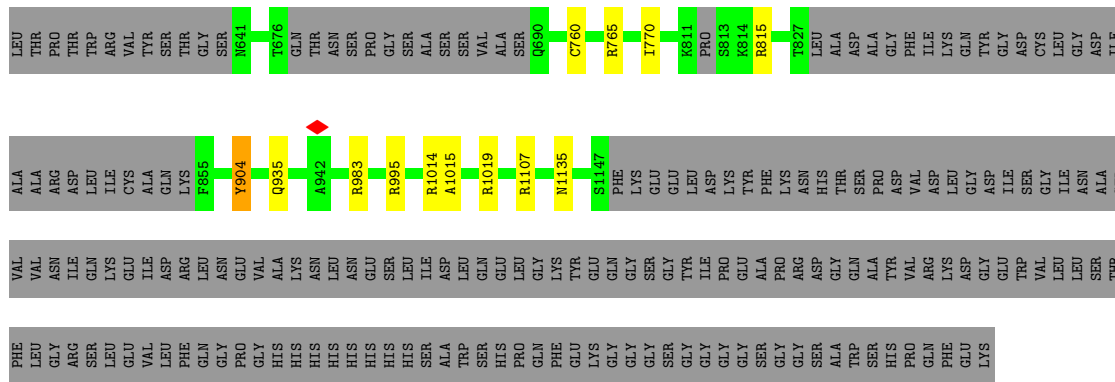 LEU THR PRO THR TRP ARG VAL TYR SER THR GLY SER N641 T676 GLN THR ASN SER PRO GLY SER ALA SER SER VAL ALA SER Q690 C760 R765 I770 K811 PRO S813 K814 R815 T827 LEU ALA ASP ALA GLY PHE ILE LYS GLN TYR GLY ASP CYS LEU GLY ASP ILE
ALA ALA ARG ASP LEU ILE CYS ALA GLN LYS F855 Y904 Q935 A942 R983 R995 R1014 A1015 R1019 R1107 N1135 S1147 PHE LYS GLU GLU LEU ASP LYS TYR PHE LYS ASN HIS THR SER PRO ASP VAL ASP LEU GLY ASP ILE SER GLY ILE ASN ALA
VAL VAL ASN ILE GLN LYS GLU ILE ASP ARG LEU ASN GLU VAL ALA LYS ASN LEU ASN GLU SER LEU ILE ASP LEU GLN GLU LEU GLY LYS TYR GLU GLN GLY SER GLY TYR ILE PRO GLU ALA PRO ARG ASP GLY GLN ALA TYR VAL ARG LYS ASP GLY GLU TRP VAL LEU LEU SER THR
PHE LEU GLY ARG SER LEU GLU VAL LEU PHE GLN GLY PRO GLY HIS HIS HIS HIS HIS HIS HIS HIS SER ALA TRP SER HIS PRO GLN PHE GLU LYS GLY GLY GLY SER GLY GLY GLY GLY SER GLY GLY SER ALA TRP SER HIS PRO GLN PHE GLU LYS